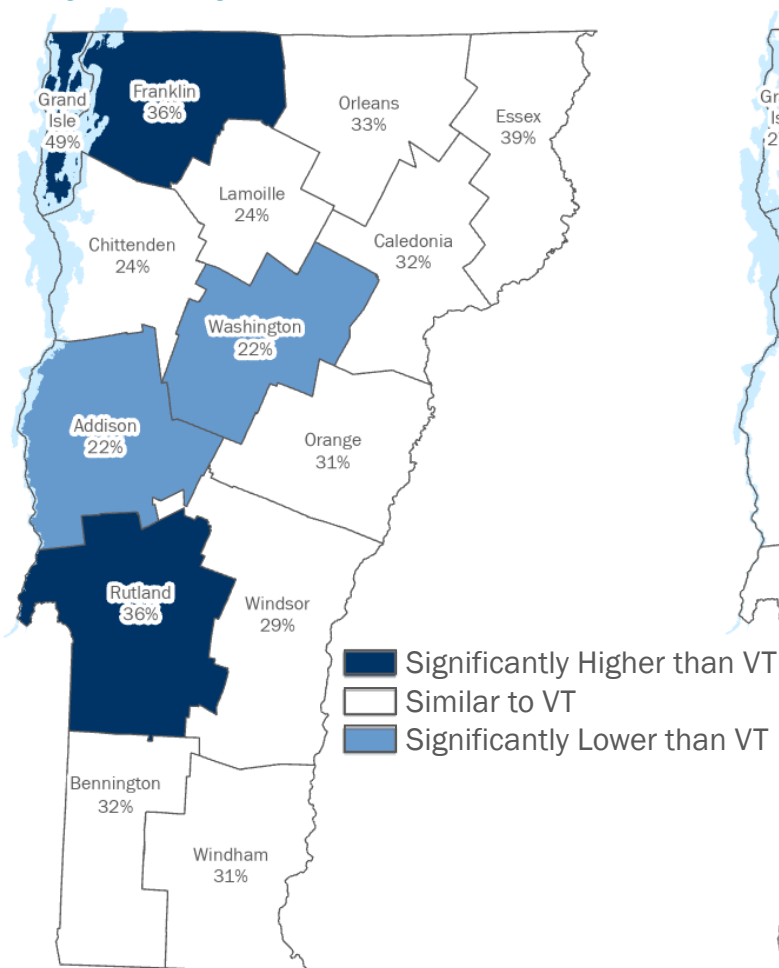 Grand
Isle
49%
Franklin
36%
Orleans
33%
Essex
39%
Lamoille
24%
Chittenden
24%
Caledonia
32%
Washington
22%
Addison
22%
Orange
31%
Rutland
36%
Windsor
29%
Significantly Higher than VT
Similar to VT
Significantly Lower than VT
Bennington
32%
Windham
31%